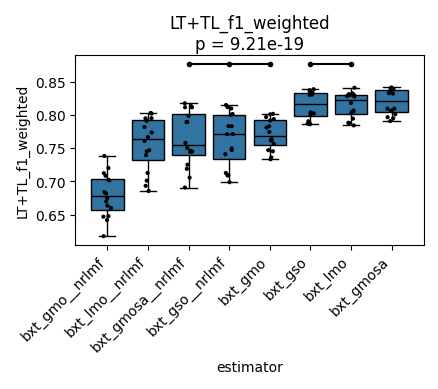 LT+TL_f1_weighted
p = 9.21e-19
LT+TL_f1_weighted
0.85
0.80
0.75
0.70
0.65
bxt_gmo__nrlmf
bxt_lmo__nrlmf
bxt_gmosa__nrlmf
bxt_gso__nrlmf
bxt_gmo
bxt_gso
bxt_lmo
bxt_gmosa
estimator